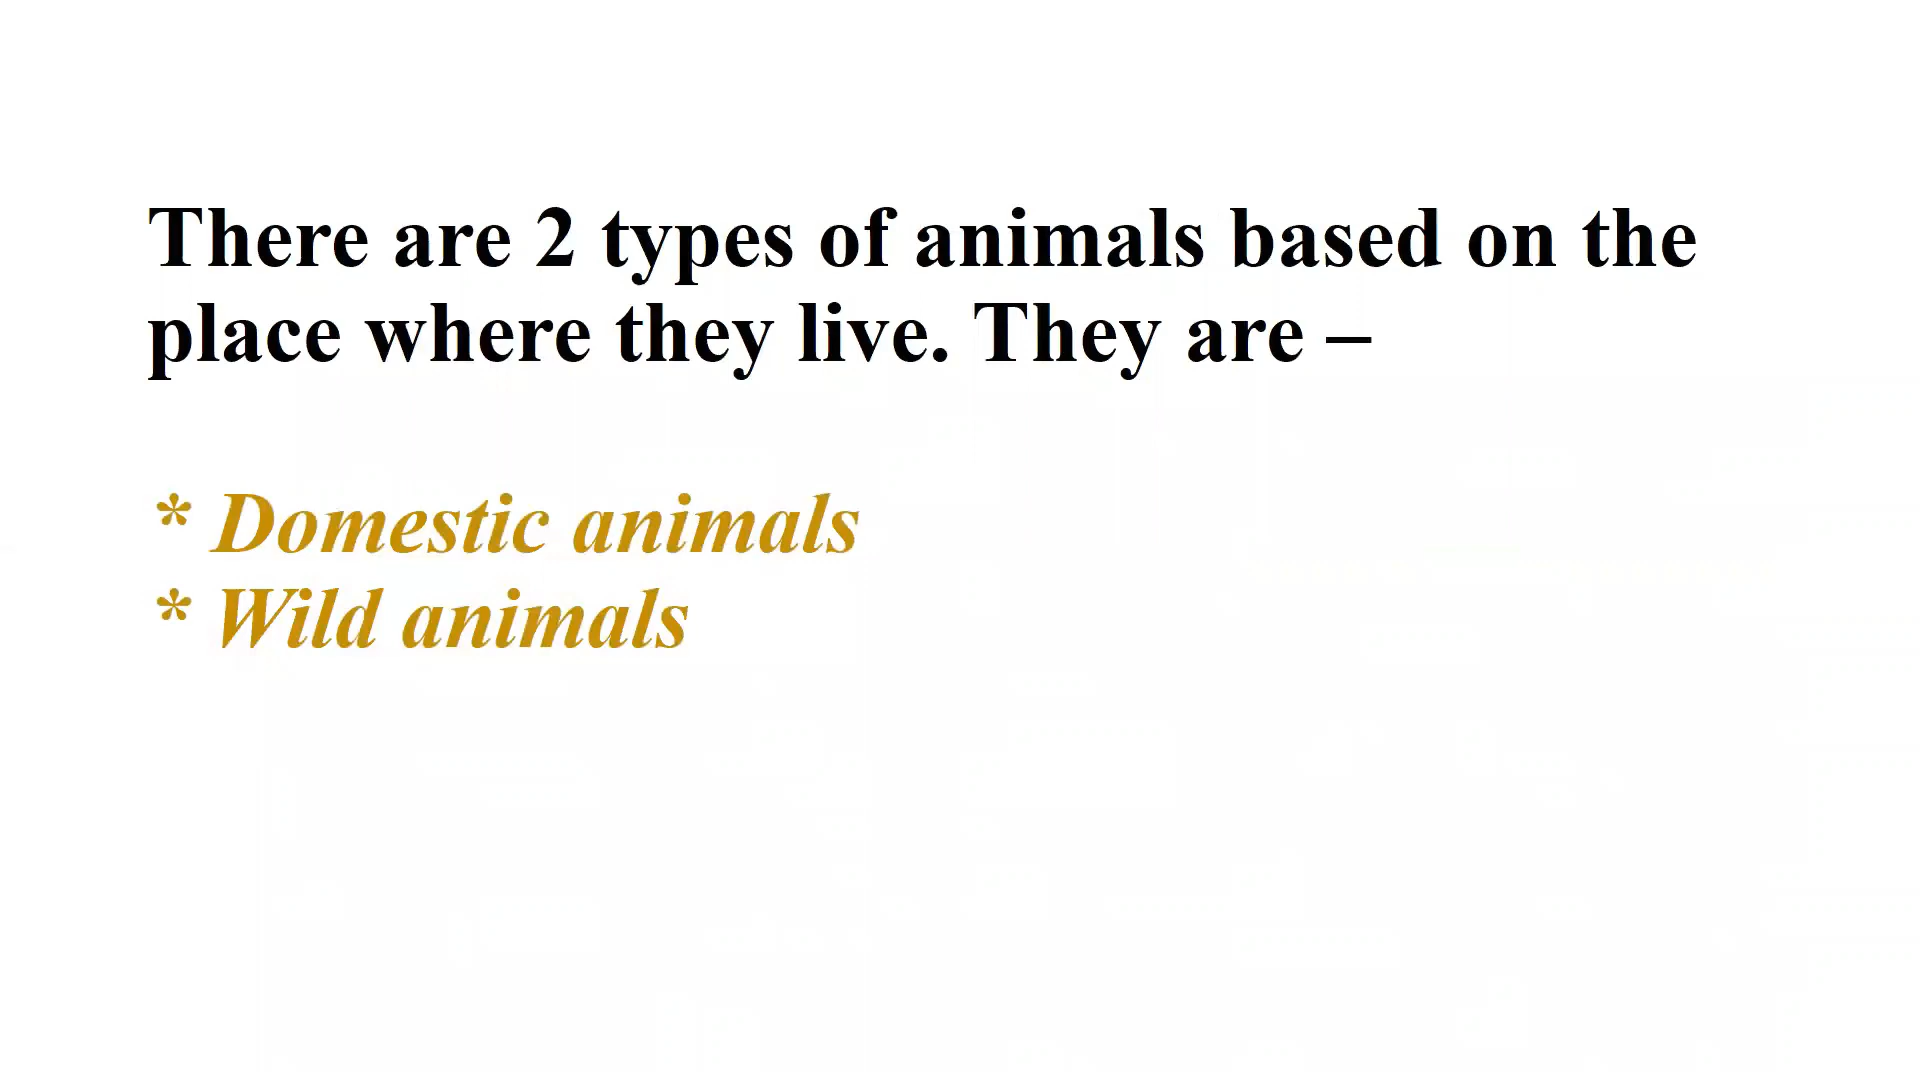 There are 2 types of animals based on the
place where they live. They are –
* Domestic animals
* Wild animals